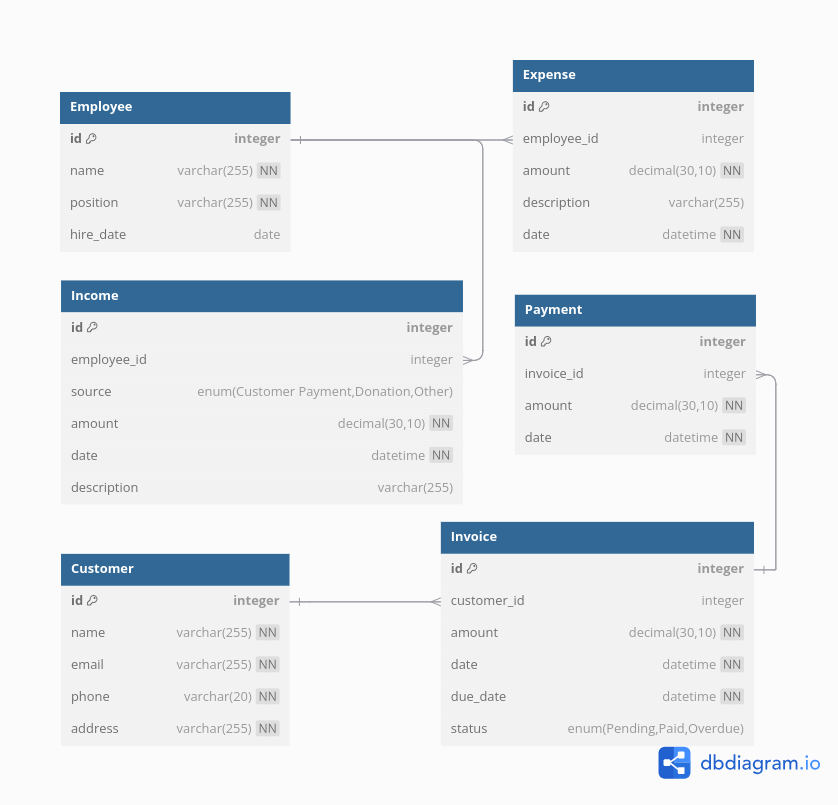 Employee
id integer
name varchar(255) NN
position varchar(255) NN
hire_date date
Expense
id integer
employee_id integer
amount decimal(30,10) NN
description varchar(255)
date datetime NN
Income
id integer
employee_id integer
source enum(Customer Payment,Donation,Other)
amount decimal(30,10) NN
date datetime NN
description varchar(255)
Payment
id integer
invoice_id integer
amount decimal(30,10) NN
date datetime NN
Customer
id integer
name varchar(255) NN
email varchar(255) NN
phone varchar(20) NN
address varchar(255) NN
Invoice
id integer
customer_id integer
amount decimal(30,10) NN
date datetime NN
due_date datetime NN
status enum(Pending,Paid,Overdue)
dbdiagram.io